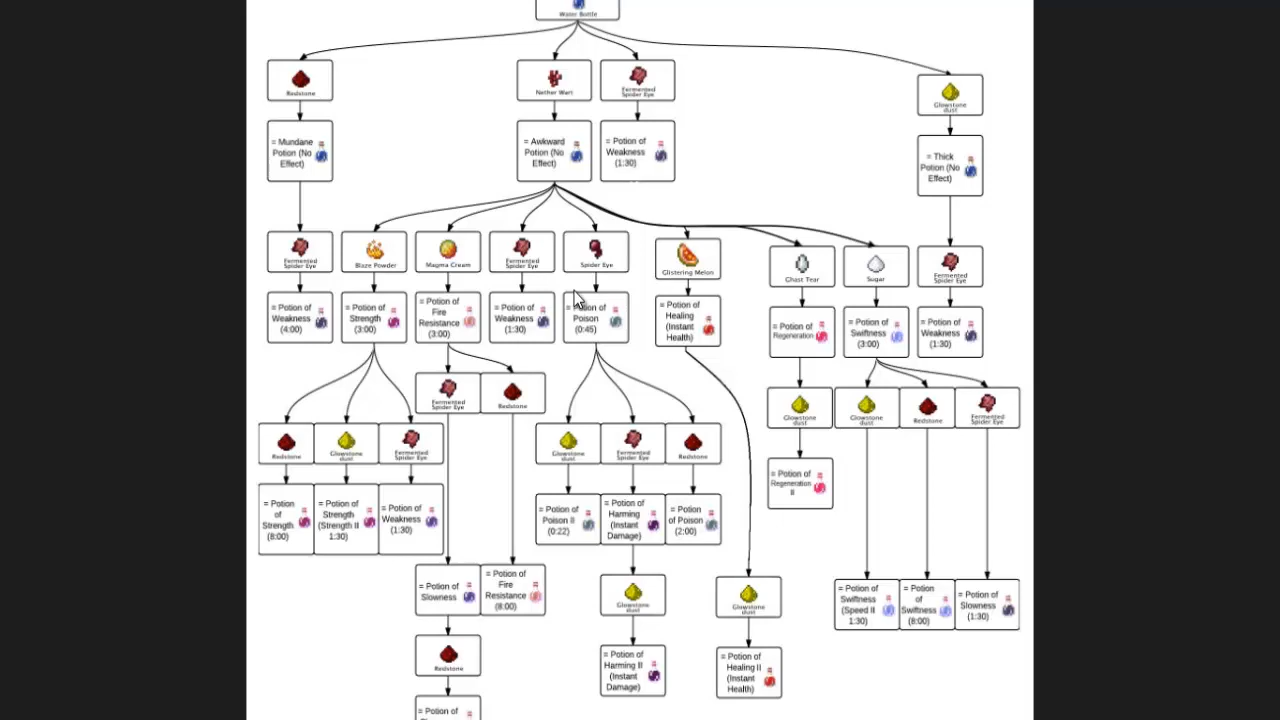 Water Bottle
Redstone
Nether Wart
Fermented
Spider Eye
Glowstone
dust
= Mundane
Potion (No
Effect)
= Awkward
Potion (No
Effect)
= Potion of
Weakness
(1:30)
= Thick
Potion (No
Effect)
Fermented
Spider Eye
Blaze Powder
Magma Cream
Fermented
Spider Eye
Spider Eye
Glistering Melon
Ghast Tear
Sugar
Fermented
Spider Eye
= Potion of
Weakness
(4:00)
= Potion of
Strength
(3:00)
= Potion of
Fire
Resistance
(3:00)
= Potion of
Weakness
(1:30)
= of
Poison
(0:45)
= Potion of
Healing
(Instant
Health)
= Potion of
Regeneration
= Potion of
Swiftness
(3:00)
= Potion of
Weakness
(1:30)
Fermented
Spider Eye
Redstone
Glowstone
dust
Glowstone
dust
Redstone
Fermented
Spider Eye
Redstone
Glowstone
dust
Fermented
Spider Eye
Glowstone
dust
Fermented
Spider Eye
Redstone
= Potion of
Regeneration
II
= Potion
of
Strength
(8:00)
= Potion of
Strength
(Strength II
1:30)
= Potion of
Weakness
(1:30)
= Potion of
Poison II
(0:22)
= Potion of
Harming
(Instant
Damage)
= Potion
of Poison
(2:00)
= Potion of
Slowness
= Potion of
Fire
Resistance
(8:00)
Glowstone
dust
Glowstone
dust
= Potion of
Swiftness
(Speed II
1:30)
= Potion
of
Swiftness
(8:00)
= Potion of
Slowness
(1:30)
Redstone
= Potion of
Harming II
(Instant
Damage)
= Potion of
Healing II
(Instant
Health)
= Potion of